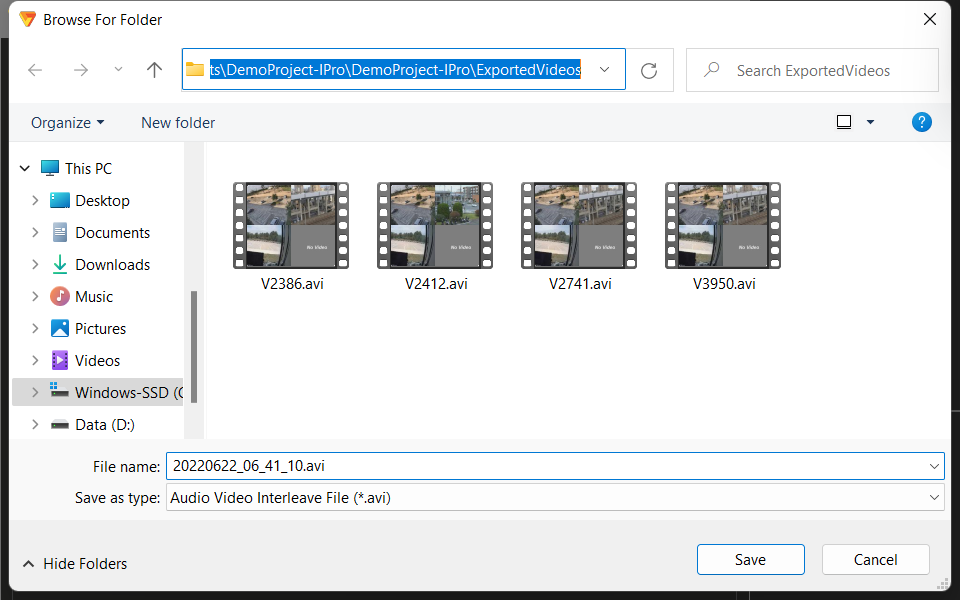 Browse For Folder
ts\DemoProject-IPro\DemoProject-IPro\ExportedVideos
Search ExportedVideos
Organize
New folder
?
This PC
Desktop
Documents
Downloads
Music
Pictures
Videos
Windows-SSD (C
Data (D:)
No Video
No Video
No Video
No Video
V2386.avi
V2412.avi
V2741.avi
V3950.avi
File name: 20220622_06_41_10.avi
Save as type: Audio Video Interleave File (*.avi)
Hide Folders
Save
Cancel